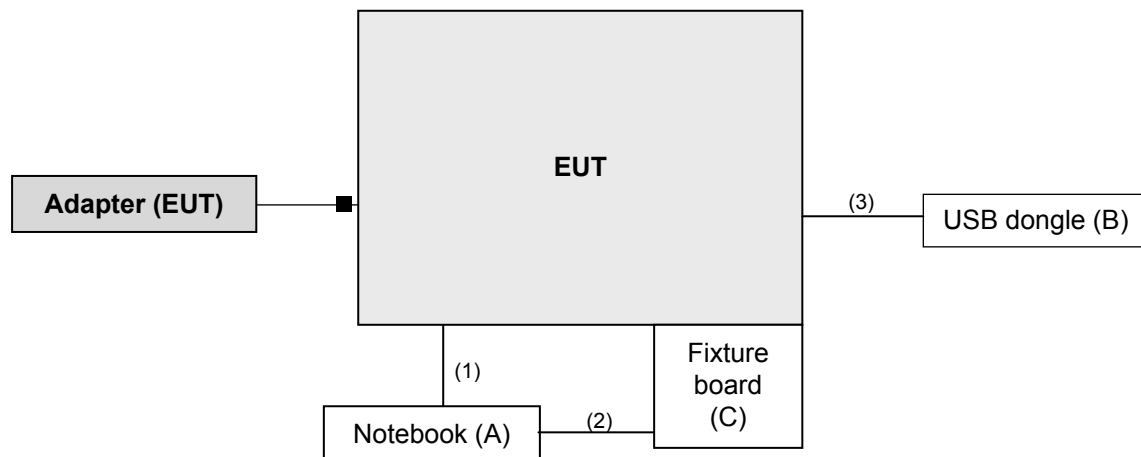 EUT
Adapter (EUT)
(3)
USB dongle (B)
Fixture
board
(C)
(1)
Notebook (A)
(2)